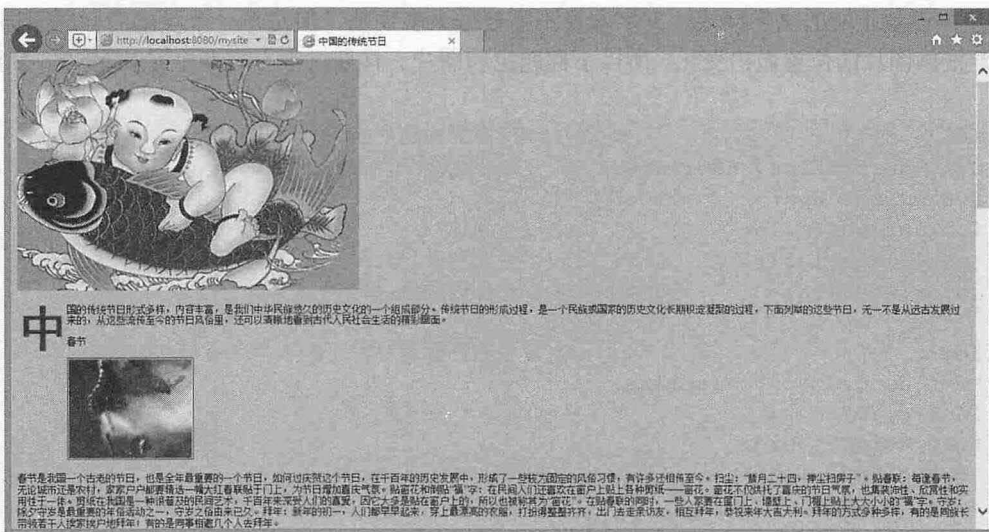 http://localhost:8080/mysite
中国的传统节日
中
国的传统节日形式多样，内容丰富，是我们中华民族悠久的历史文化的一个组成部分。传统节日的形成过程，是一个民族或国家的历史文化长期积淀凝聚的过程，下面列举的这些节日，无一不是从远古发展过
来的，从这些流传至今的节日风俗里，还可以清晰地看到古代人民社会生活的精彩画面。
春节
春节是我国一个古老的节日，也是全年最重要的一个节日，如何过庆贺这个节日，在千百年的历史发展中，形成了一些较为固定的风俗习惯，有许多还相传至今。扫尘：“腊月二十四，掸尘扫房子”。贴春联：每逢春节，
无论城市还是农村，家家户户都要精选一幅大红春联贴于门上，为节日增加喜庆气氛。贴窗花和倒贴“福”字：在民间人们还喜欢在窗户上贴上各种剪纸——窗花。窗花不仅烘托了喜庆的节日气氛，也集装饰性、欣赏性和实
用性于一体。剪纸在我国是一种很普及的民间艺术，千百年来深受人们的喜爱，因它大多是贴在窗户上的，所以也被称其为“窗花”。在贴春联的同时，一些人家要在屋门上、墙壁上、门楣上贴上大大小小的“福”字。守岁：
除夕守岁是最重要的年俗活动之一，守岁之俗由来已久。拜年：新年的初一，人们都早早起来，穿上最漂亮的衣服，打扮得整整齐齐，出门去走亲访友，相互拜年，恭祝来年大吉大利。拜年的方式多种多样，有的是同族长
带领若干人挨家挨户地拜年；有的是同事相邀几个人去拜年。